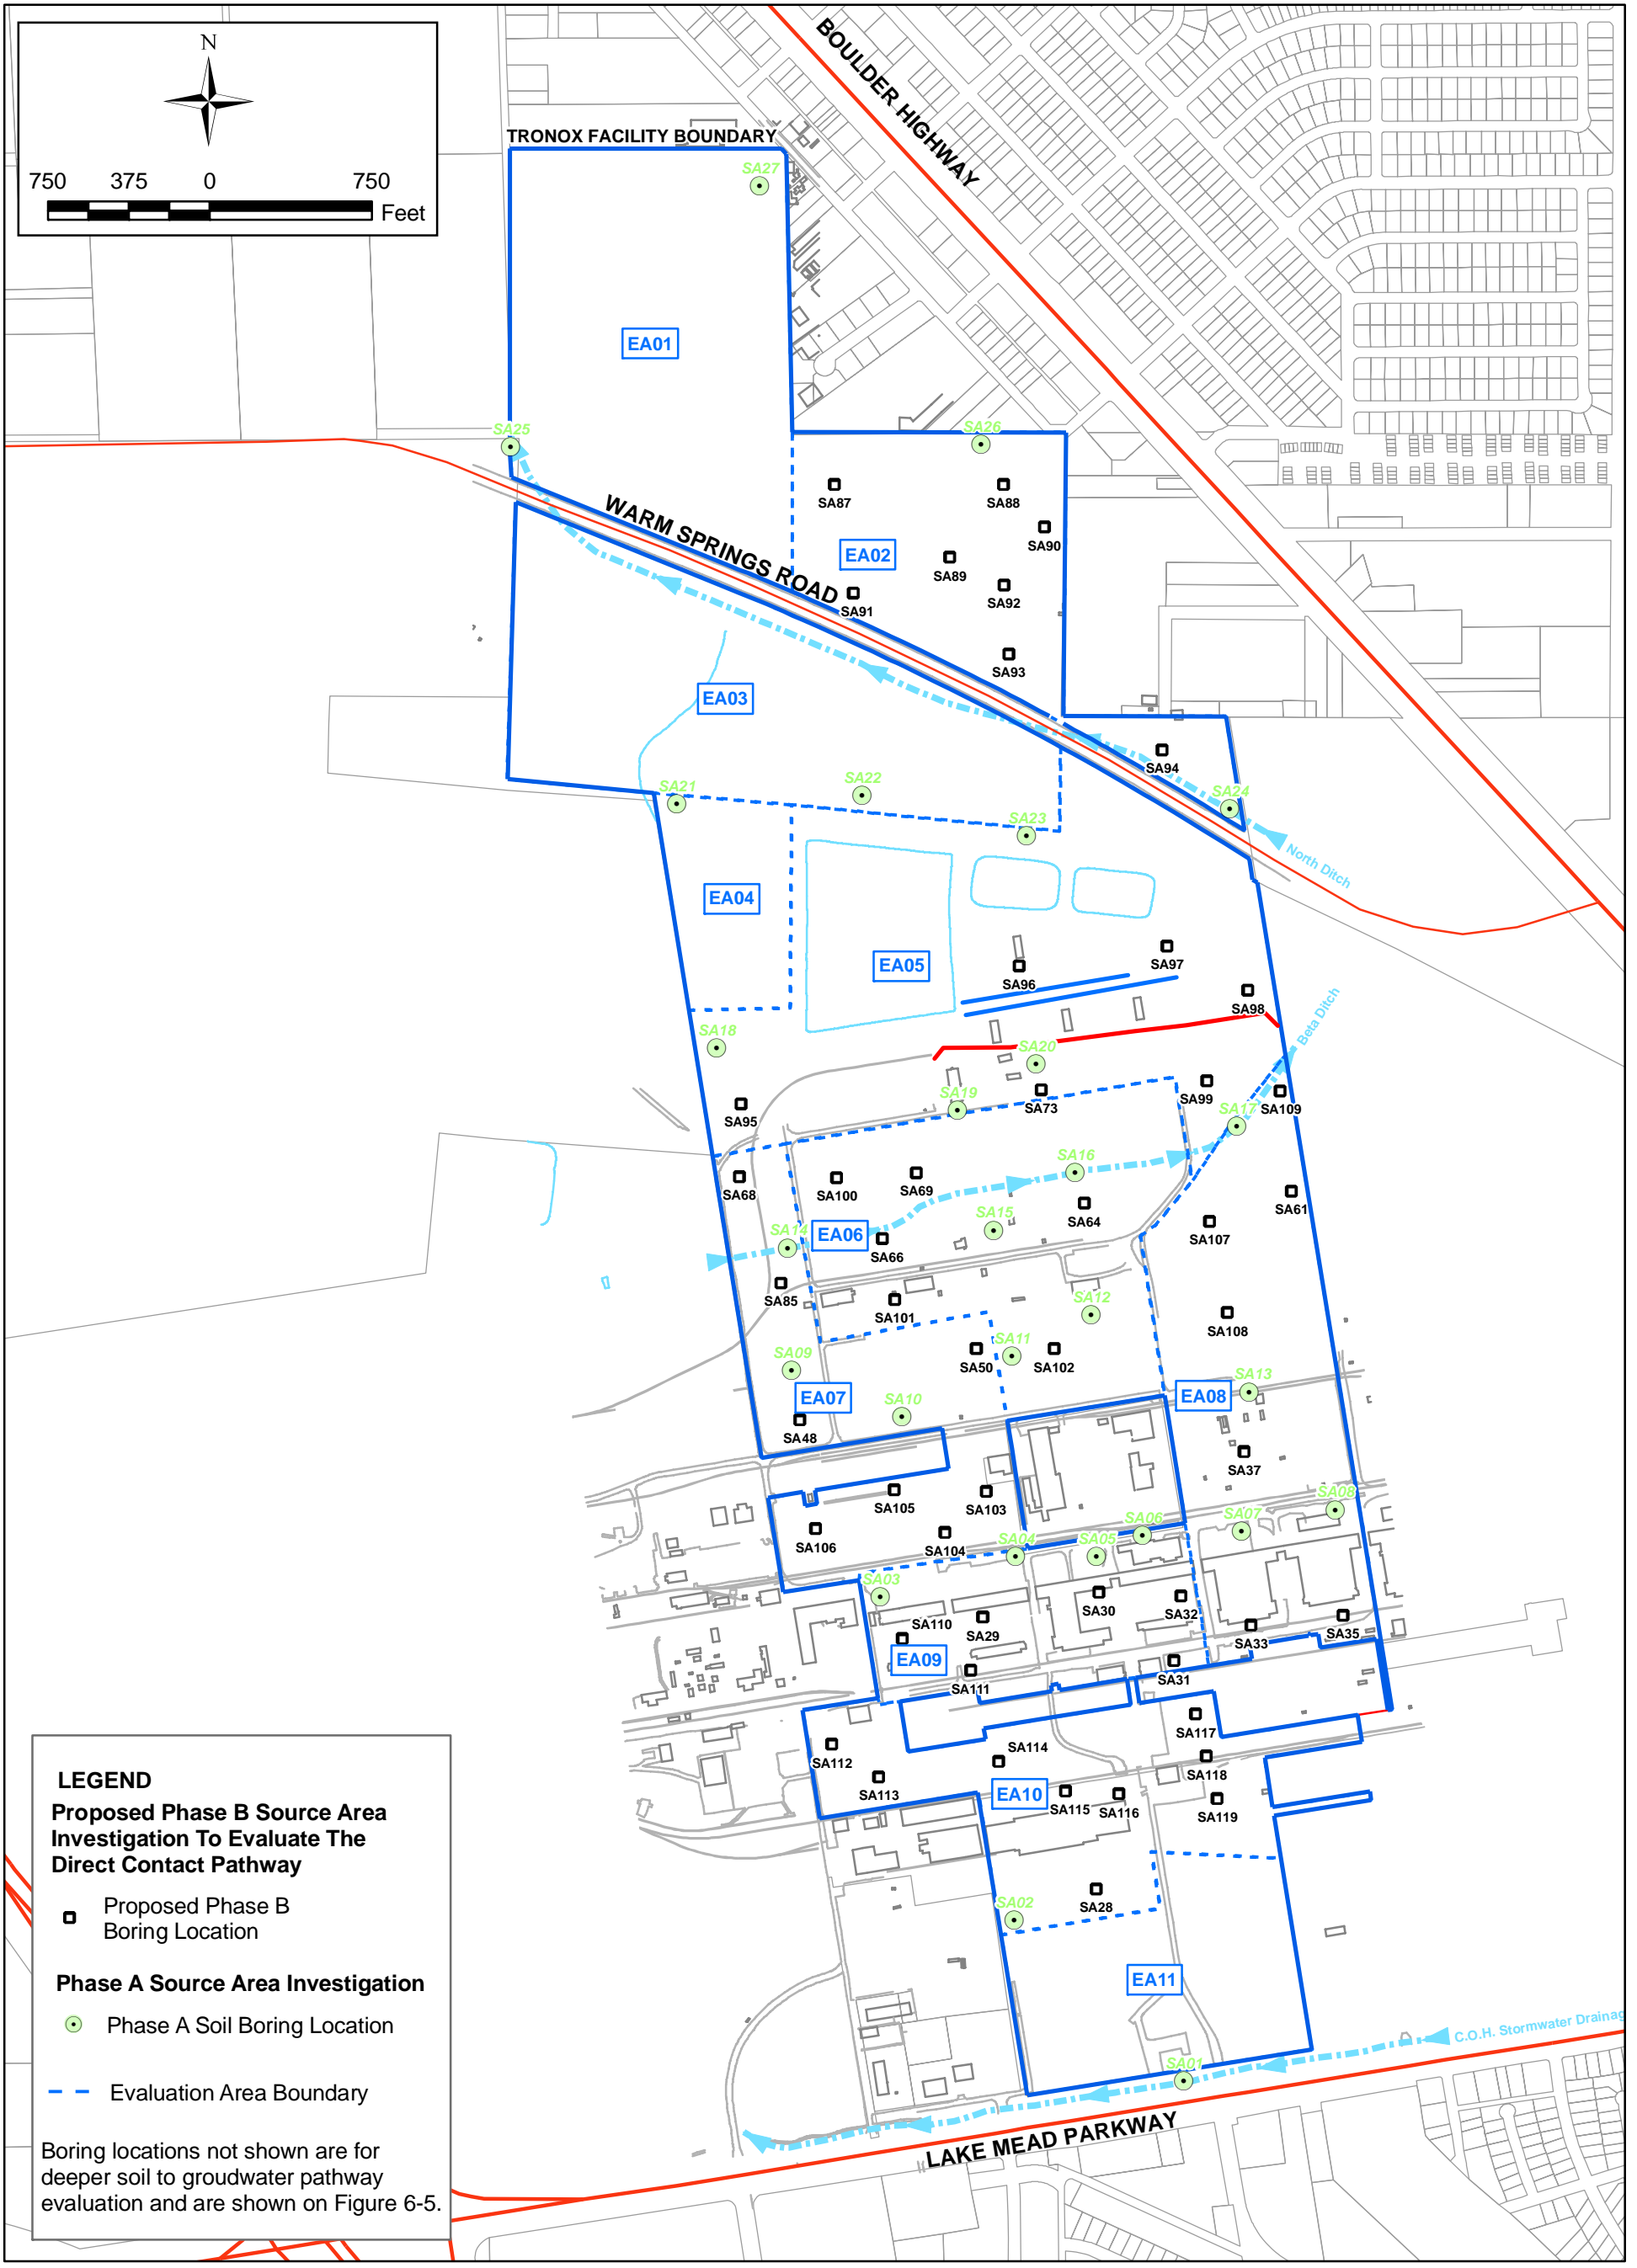 N
750 375 0 750
Feet
BOULDER HIGHWAY
TRONOX FACILITY BOUNDARY
SA27
EA01
SA25
SA26
SA87
SA88
WARM SPRINGS ROAD
SA90
EA02
SA89
SA92
SA91
SA93
EA03
SA94
SA21
SA22
SA24
SA23
North Ditch
EA04
EA05
SA96
SA97
SA98
SA18
SA20
Beta Ditch
SA19
SA95
SA73
SA99
SA109
SA17
SA68
SA100
SA69
SA16
SA64
SA61
SA14
EA06
SA15
SA66
SA107
SA85
SA101
SA12
SA108
SA09
SA50
SA11
SA102
EA07
SA10
EA08
SA13
SA48
SA37
SA105
SA103
SA08
SA106
SA104
SA04
SA05
SA06
SA07
SA03
SA30
SA32
SA110
SA29
SA33
SA35
EA09
SA111
SA31
SA112
SA117
SA114
SA118
SA113
EA10
SA115
SA116
SA119
SA28
SA02
EA11
C.O.H. Stormwater Drainag
SA01
LAKE MEAD PARKWAY
LEGEND
Proposed Phase B Source Area
Investigation To Evaluate The
Direct Contact Pathway
Proposed Phase B
Boring Location
Phase A Source Area Investigation
Phase A Soil Boring Location
Evaluation Area Boundary
Boring locations not shown are for
deeper soil to groudwater pathway
evaluation and are shown on Figure 6-5.